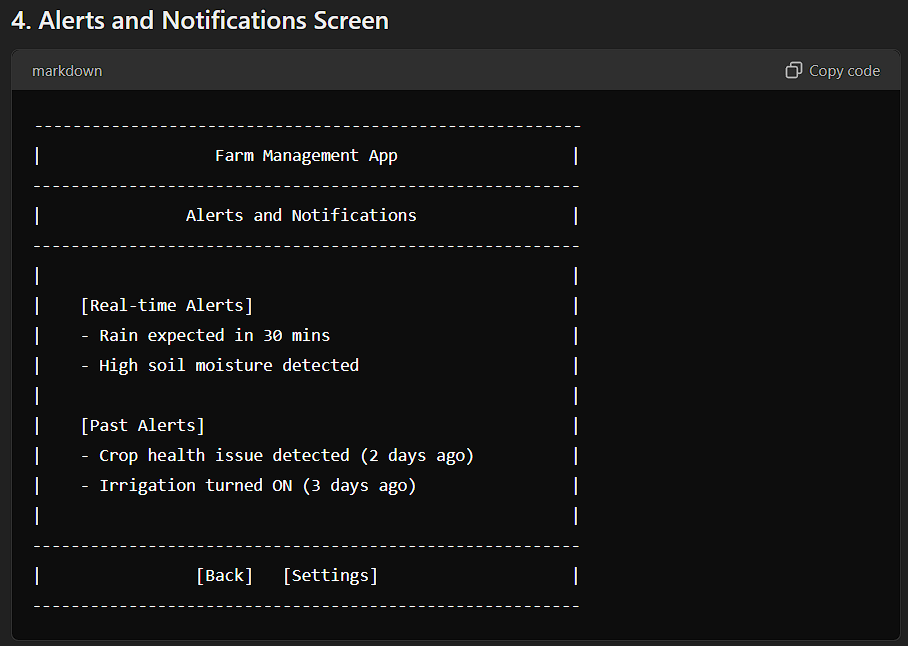 4. Alerts and Notifications Screen
markdown
Copy code
---------------------------------------------------------
|                  Farm Management App                  |
---------------------------------------------------------
|               Alerts and Notifications                |
---------------------------------------------------------
|                                                       |
|    [Real-time Alerts]                                 |
|    - Rain expected in 30 mins                         |
|    - High soil moisture detected                      |
|                                                       |
|    [Past Alerts]                                      |
|    - Crop health issue detected (2 days ago)          |
|    - Irrigation turned ON (3 days ago)                |
|                                                       |
---------------------------------------------------------
|                [Back]   [Settings]                    |
---------------------------------------------------------